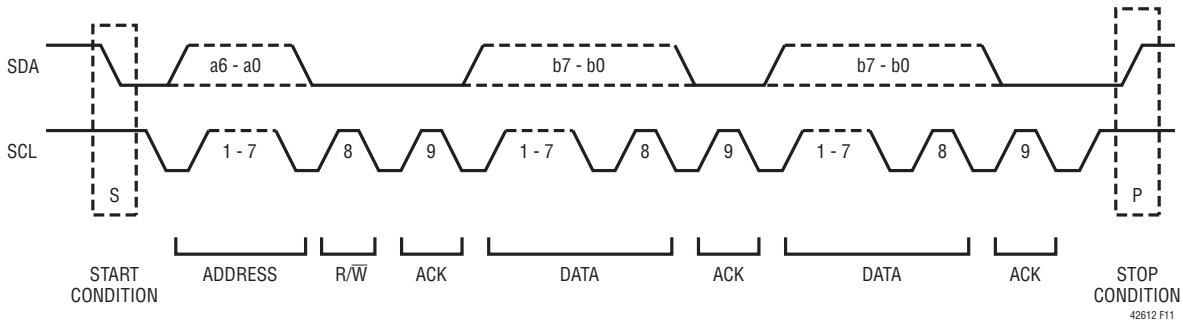 SDA
a6 - a0
b7 - b0
b7 - b0
SCL
1 - 7
8
9
1 - 7
8
9
1 - 7
8
9
S
P
START
CONDITION
ADDRESS
R/W̅
ACK
DATA
ACK
DATA
ACK
STOP
CONDITION
42612 F11